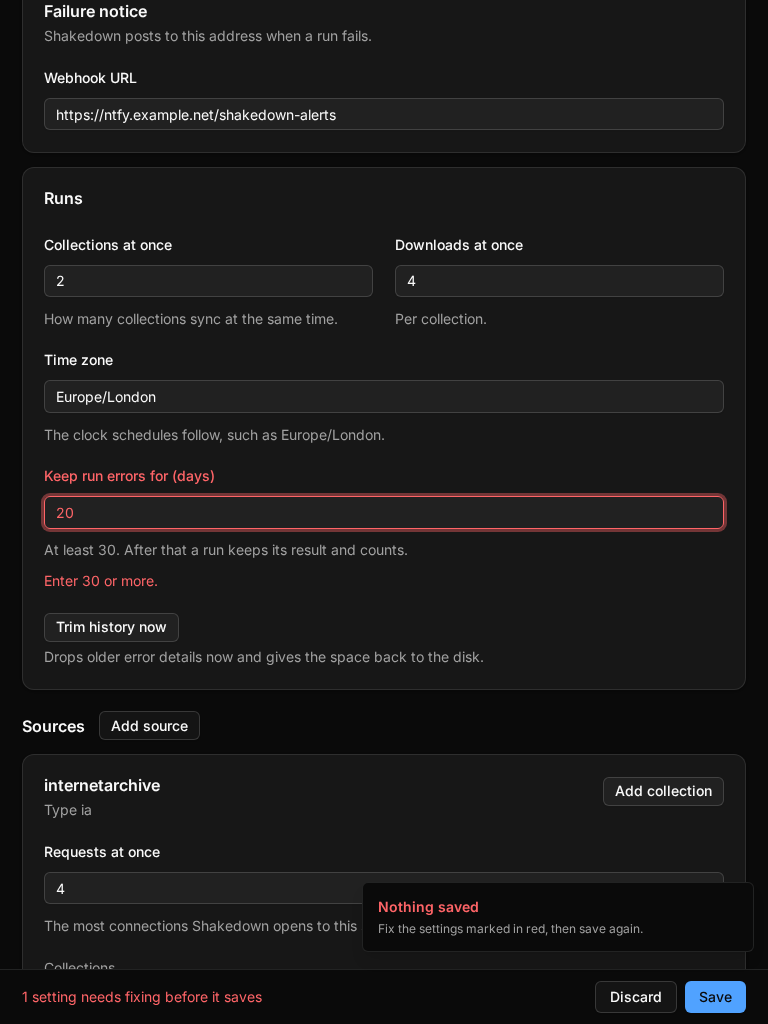 Failure notice
Shakedown posts to this address when a run fails.
Webhook URL
https://ntfy.example.net/shakedown-alerts
Runs
Collections at once
Downloads at once
2
4
How many collections sync at the same time.
Per collection.
Time zone
Europe/London
The clock schedules follow, such as Europe/London.
Keep run errors for (days)
20
At least 30. After that a run keeps its result and counts.
Enter 30 or more.
Trim history now
Drops older error details now and gives the space back to the disk.
Sources
Add source
internetarchive
Add collection
Type ia
Requests at once
4
The most connections Shakedown opens to this
Nothing saved
Fix the settings marked in red, then save again.
Collections
1 setting needs fixing before it saves
Discard
Save